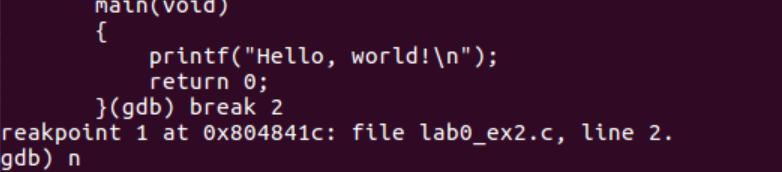 main(void)
{
printf("Hello, world!\n");
return 0;
}(gdb) break 2
reakpoint 1 at 0x804841c: file lab0_ex2.c, line 2.
gdb) n